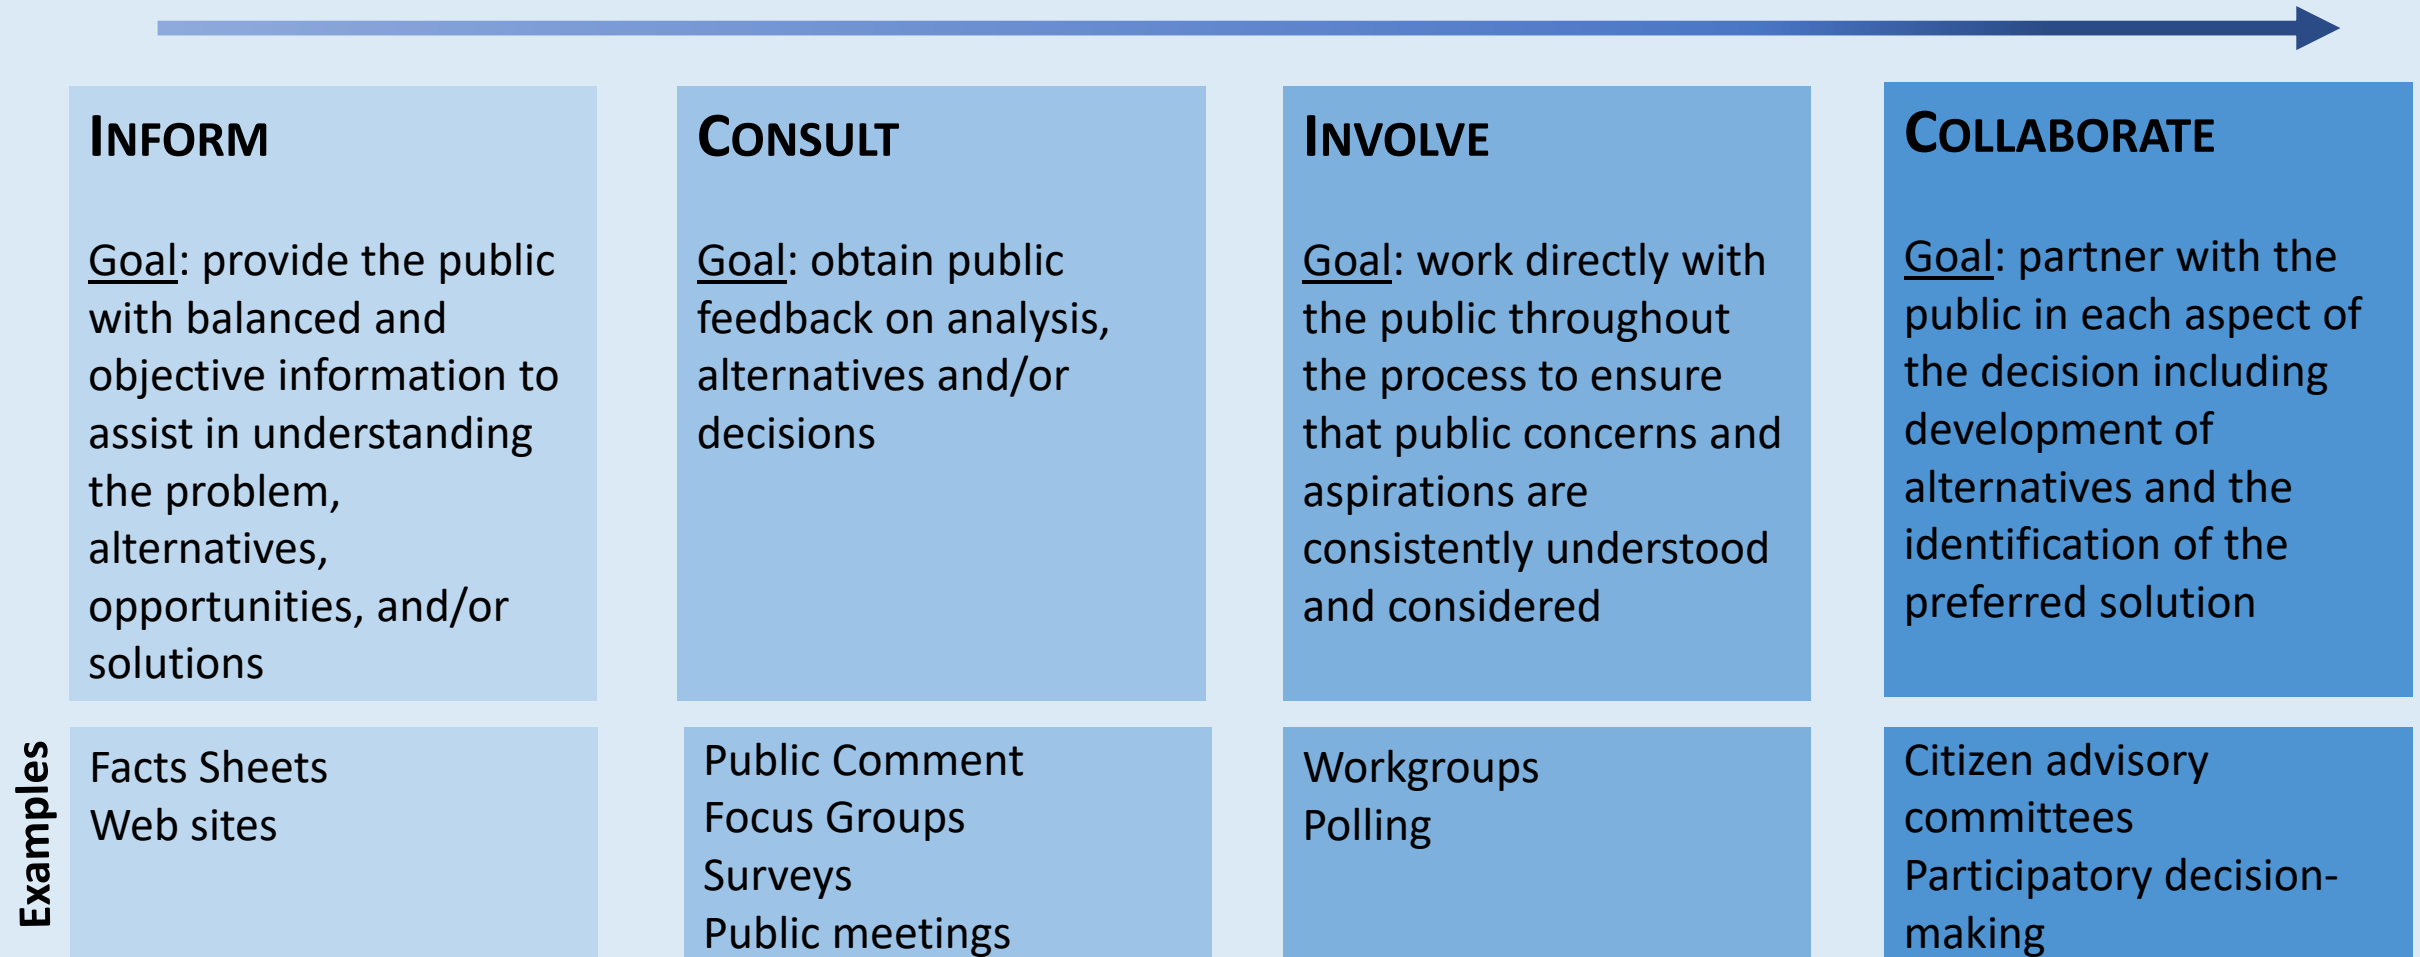 INFORM
Goal: provide the public
with balanced and
objective information to
assist in understanding
the problem,
alternatives,
opportunities, and/or
solutions
CONSULT
Goal: obtain public
feedback on analysis,
alternatives and/or
decisions
INVOLVE
Goal: work directly with
the public throughout
the process to ensure
that public concerns and
aspirations are
consistently understood
and considered
COLLABORATE
Goal: partner with the
public in each aspect of
the decision including
development of
alternatives and the
identification of the
preferred solution
Examples
Facts Sheets
Web sites
Public Comment
Focus Groups
Surveys
Public meetings
Workgroups
Polling
Citizen advisory
committees
Participatory decision-
making